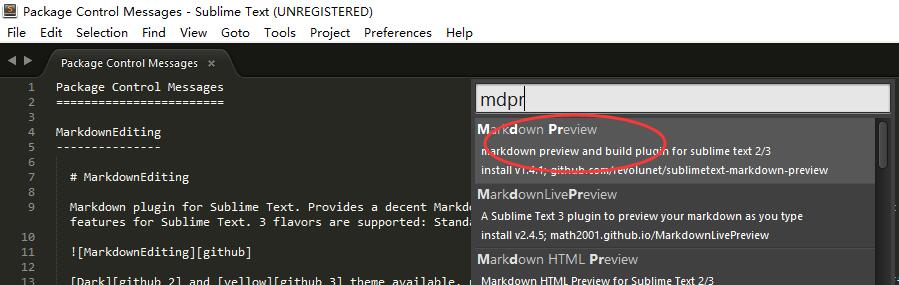 Package Control Messages - Sublime Text (UNREGISTERED)
File Edit Selection Find View Goto Tools Project Preferences Help
Package Control Messages ×
1 Package Control Messages
2 ========================
3
4 MarkdownEditing
5 ---------------
6
7 # MarkdownEditing
8
9 Markdown plugin for Sublime Text. Provides a decent Markdo
features for Sublime Text. 3 flavors are supported: Standa
10
11 ![MarkdownEditing][github]
12
13 [Dark][github 2] and [yellow][github 3] theme available,
mdpr
Markdown Preview
markdown preview and build plugin for sublime text 2/3
install v1.4.1; github.com/revolunet/sublimetext-markdown-preview
MarkdownLivePreview
A Sublime Text 3 plugin to preview your markdown as you type
install v2.4.5; math2001.github.io/MarkdownLivePreview
Markdown HTML Preview
Markdown HTML Preview for Sublime Text 2/3